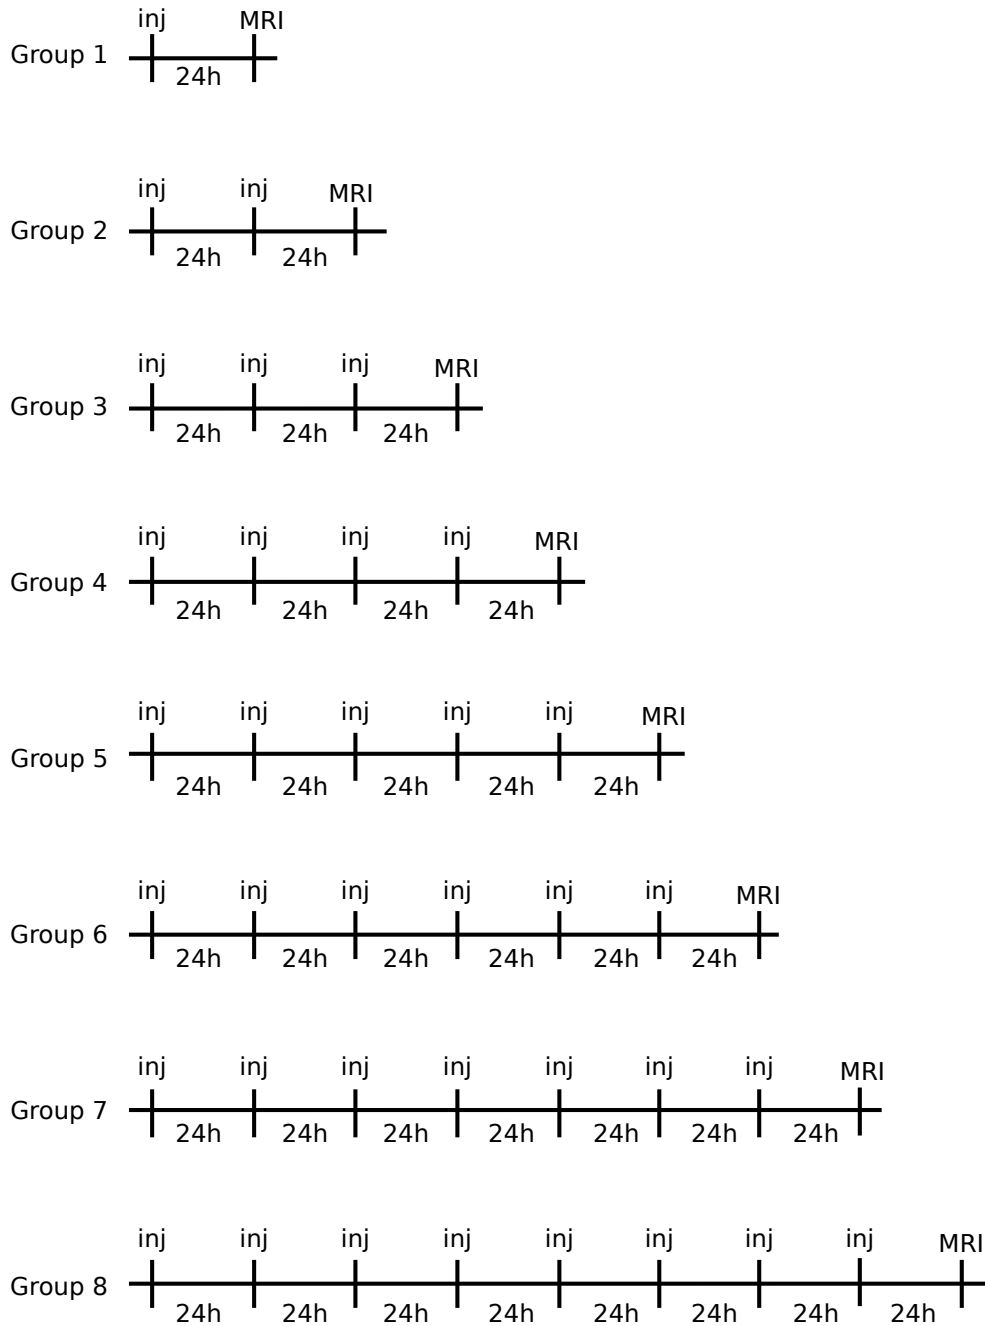 inj MRI
Group 1
24h
inj inj MRI
Group 2
24h 24h
inj inj inj MRI
Group 3
24h 24h 24h
inj inj inj inj MRI
Group 4
24h 24h 24h 24h
inj inj inj inj inj MRI
Group 5
24h 24h 24h 24h 24h
inj inj inj inj inj inj MRI
Group 6
24h 24h 24h 24h 24h 24h
inj inj inj inj inj inj inj MRI
Group 7
24h 24h 24h 24h 24h 24h 24h
inj inj inj inj inj inj inj inj MRI
Group 8
24h 24h 24h 24h 24h 24h 24h 24h